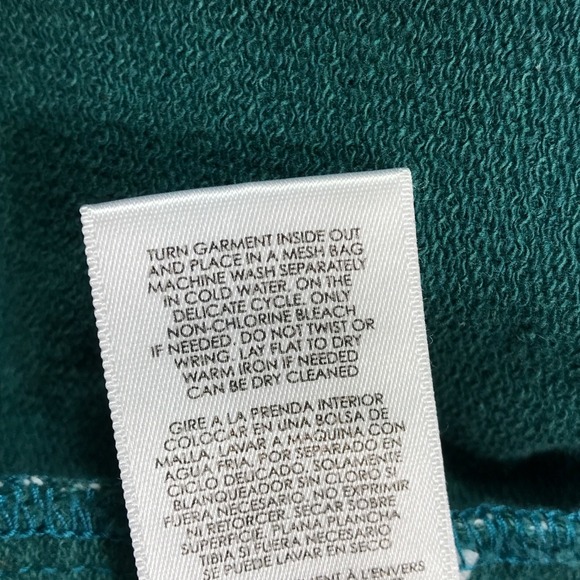 TURN GARMENT INSIDE OUT
AND PLACE IN A MESH BAG
MACHINE WASH SEPARATELY
IN COLD WATER, ON THE
DELICATE CYCLE. ONLY
NON-CHLORINE BLEACH
IF NEEDED. DO NOT TWIST OR
WRING. LAY FLAT TO DRY
WARM IRON IF NEEDED
CAN BE DRY CLEANED
GIRE A LA PRENDA INTERIOR
COLOCAR EN UNA BOLSA DE
MALLA, LAVAR A MAQUINA CON
AGUA FRIA, POR SEPARADO EN
CICLO DELICADO. SOLAMENTE
BLANQUEADOR SIN CLORO SI
FUERA NECESARIO. NO EXPRIMIR
NI RETORCER. SECAR SOBRE
SUPERFICIE. PLANA PLANCHA
TIBIA SI FUERA NECESARIO
SE PUEDE LAVAR EN SECO
À L'ENVERS